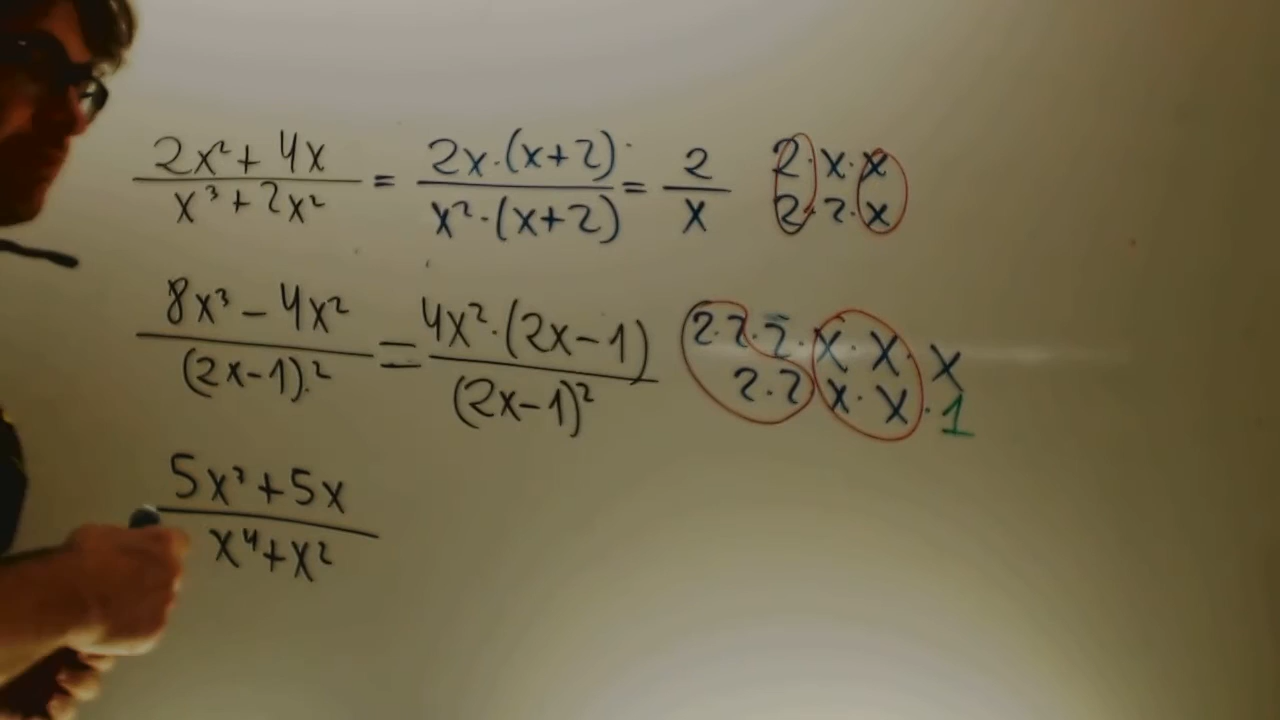 2x²+4x / x³+2x² = 2x·(x+2) / x²·(x+2) = 2 / x
2·x·x
2·2·x
8x³-4x² / (2x-1)² = 4x²·(2x-1) / (2x-1)²
2·2·2·x·x·x
2·2 x·x·1
5x³+5x / x⁴+x²